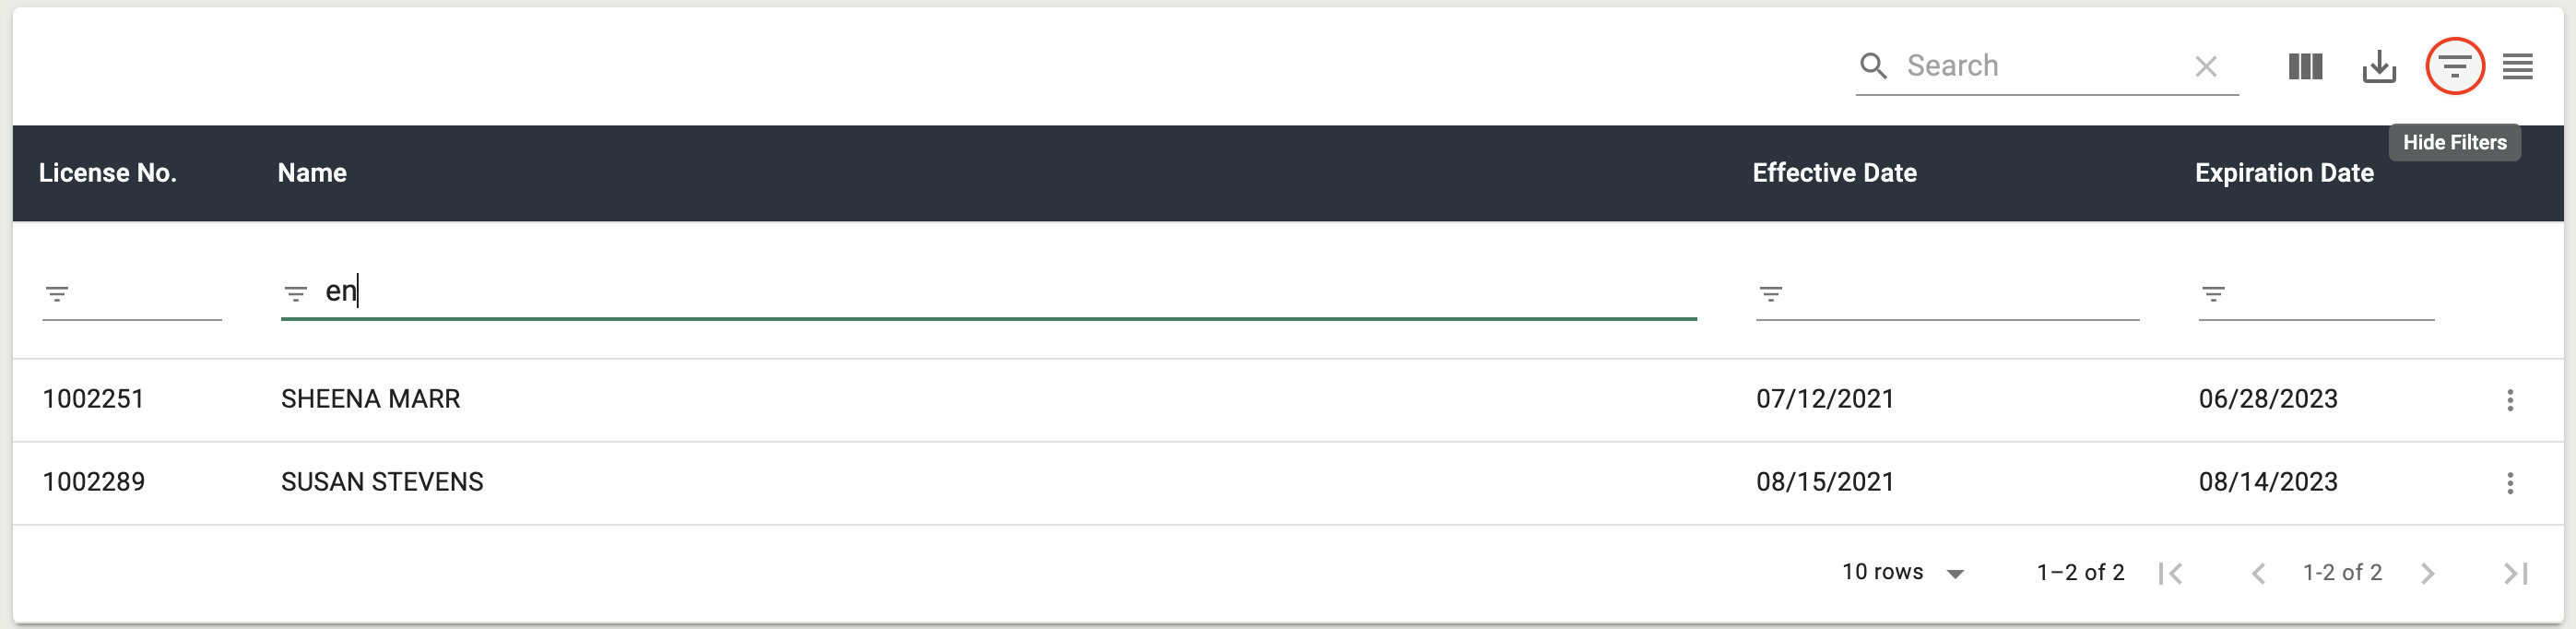 Search
Hide Filters
License No. Name Effective Date Expiration Date
en
1002251 SHEENA MARR 07/12/2021 06/28/2023
1002289 SUSAN STEVENS 08/15/2021 08/14/2023
10 rows 1–2 of 2 1-2 of 2